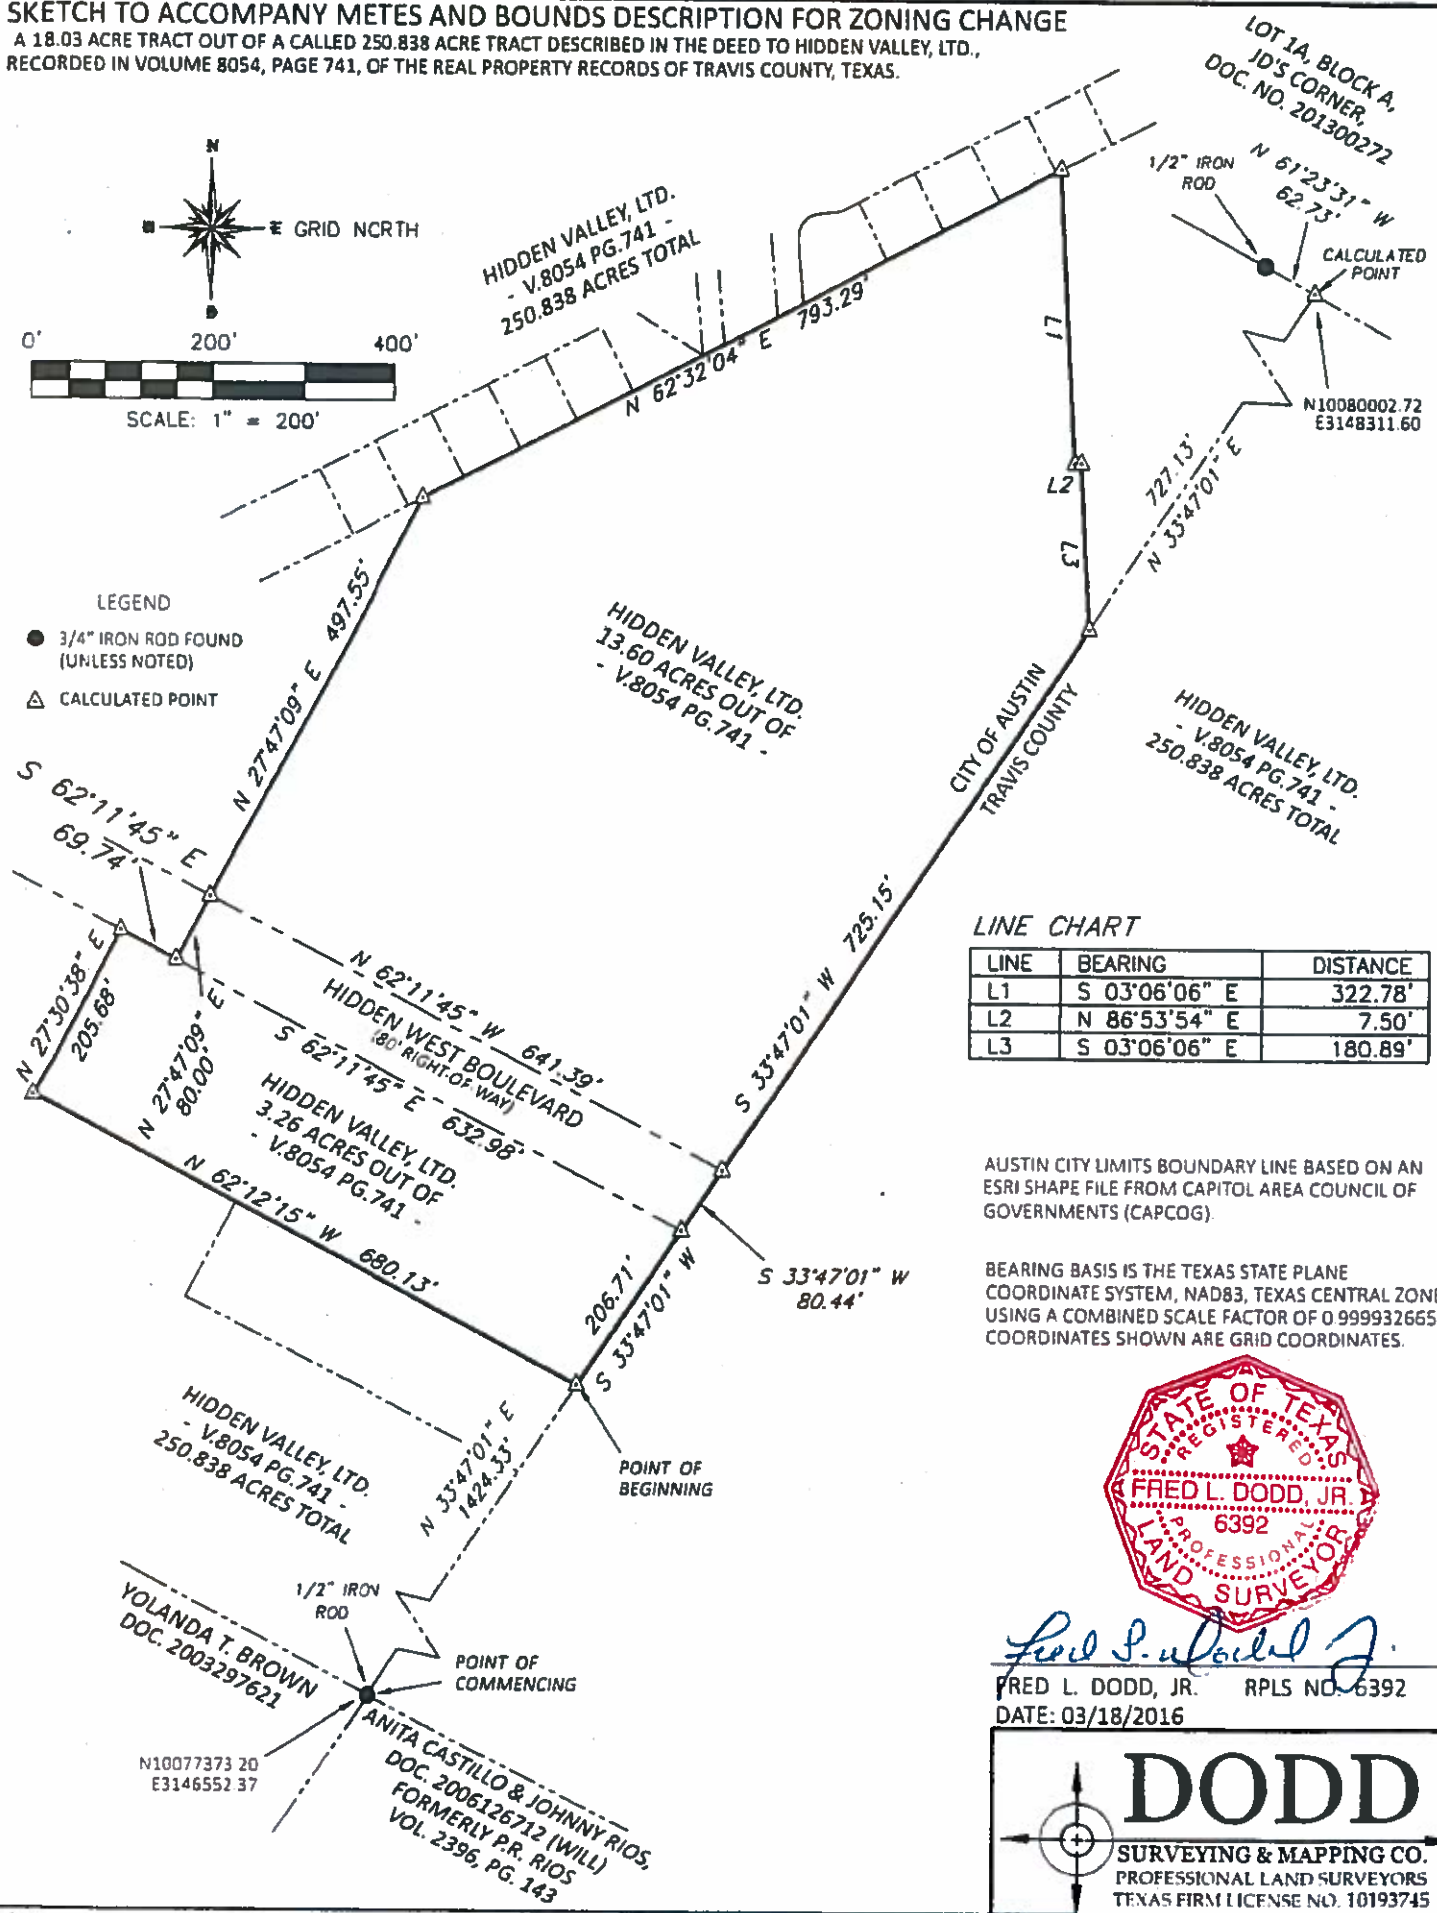 SKETCH TO ACCOMPANY METES AND BOUNDS DESCRIPTION FOR ZONING CHANGE
A 18.03 ACRE TRACT OUT OF A CALLED 250.838 ACRE TRACT DESCRIBED IN THE DEED TO HIDDEN VALLEY, LTD.,
RECORDED IN VOLUME 8054, PAGE 741, OF THE REAL PROPERTY RECORDS OF TRAVIS COUNTY, TEXAS.
LOT 1A, BLOCK A,
JD'S CORNER,
DOC. NO. 201300272
N
E GRID NORTH
0' 200' 400'
SCALE: 1" = 200'
HIDDEN VALLEY, LTD.
- V.8054 PG.741 -
250.838 ACRES TOTAL
N 62°32'04" E 793.29'
1/2" IRON
ROD
N 61°23'31" W
62.73'
CALCULATED
POINT
N10080002.72
E3148311.60
L1
L2
L3
727.13'
N 33°47'01" E
LEGEND
3/4" IRON ROD FOUND
(UNLESS NOTED)
CALCULATED POINT
N 27°47'09" E 497.55'
HIDDEN VALLEY, LTD.
13.60 ACRES OUT OF
- V.8054 PG.741 -
CITY OF AUSTIN
TRAVIS COUNTY
HIDDEN VALLEY, LTD.
- V.8054 PG.741 -
250.838 ACRES TOTAL
S 62°11'45" E
69.74'
N 27°30'38" E
205.68'
N 27°47'09" E
80.00'
N 62°11'45" W 641.39'
HIDDEN WEST BOULEVARD
(80' RIGHT-OF-WAY)
S 62°11'45" E 632.98'
HIDDEN VALLEY, LTD.
3.26 ACRES OUT OF
- V.8054 PG.741 -
N 62°12'15" W 680.13'
S 33°47'01" W 725.15'
LINE CHART
LINE BEARING DISTANCE
L1 S 03°06'06" E 322.78'
L2 N 86°53'54" E 7.50'
L3 S 03°06'06" E 180.89'
S 33°47'01" W
80.44'
206.71'
S 33°47'01" W
AUSTIN CITY LIMITS BOUNDARY LINE BASED ON AN
ESRI SHAPE FILE FROM CAPITOL AREA COUNCIL OF
GOVERNMENTS (CAPCOG).
BEARING BASIS IS THE TEXAS STATE PLANE
COORDINATE SYSTEM, NAD83, TEXAS CENTRAL ZONE
USING A COMBINED SCALE FACTOR OF 0.999932665
COORDINATES SHOWN ARE GRID COORDINATES.
HIDDEN VALLEY, LTD.
- V.8054 PG.741 -
250.838 ACRES TOTAL
N 33°47'01" E
1424.33'
POINT OF
BEGINNING
1/2" IRON
ROD
YOLANDA T. BROWN
DOC. 2003297621
POINT OF
COMMENCING
N10077373.20
E3146552.37
ANITA CASTILLO & JOHNNY RIOS,
DOC. 2006126712 (WILL)
FORMERLY P.R. RIOS
VOL. 2396, PG. 143
STATE OF TEXAS
REGISTERED
FRED L. DODD, JR.
6392
PROFESSIONAL
LAND SURVEYOR
FRED L. DODD, JR. RPLS NO. 6392
DATE: 03/18/2016
DODD
SURVEYING & MAPPING CO.
PROFESSIONAL LAND SURVEYORS
TEXAS FIRM LICENSE NO. 10193745